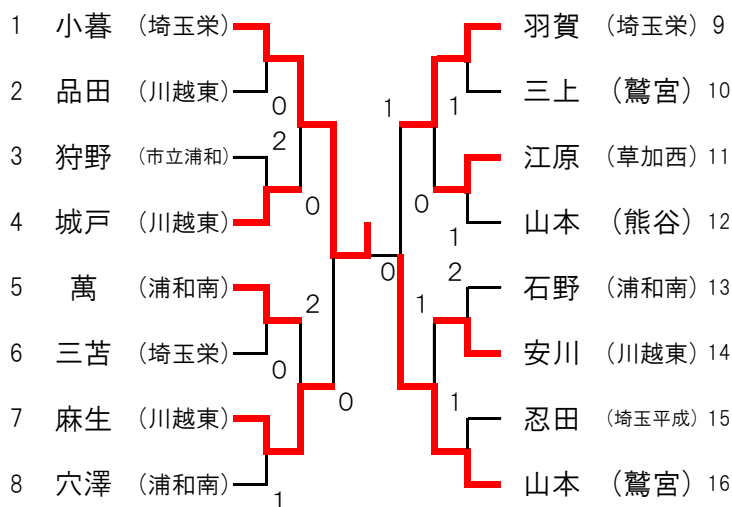 1 小暮 (埼玉栄)
2 品田 (川越東)
3 狩野 (市立浦和)
4 城戸 (川越東)
5 萬 (浦和南)
6 三苫 (埼玉栄)
7 麻生 (川越東)
8 穴澤 (浦和南)
0
2
0
2
0
0
1
0
1
1
0
1
2
1
1
羽賀 (埼玉栄) 9
三上 (鷲宮) 10
江原 (草加西) 11
山本 (熊谷) 12
石野 (浦和南) 13
安川 (川越東) 14
忍田 (埼玉平成) 15
山本 (鷲宮) 16